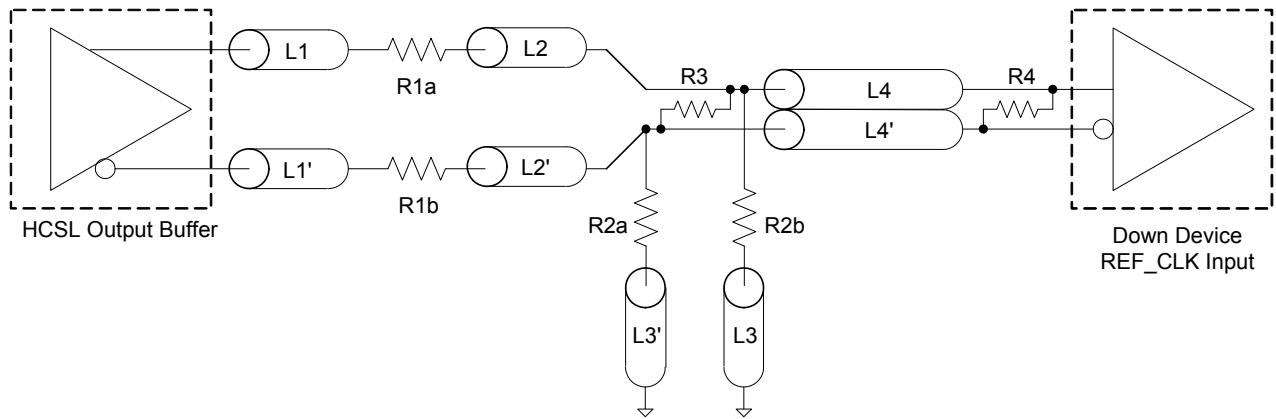 L1
R1a
L2
R3
L4
R4
L4'
L1'
R1b
L2'
HCSL Output Buffer
R2a
R2b
Down Device
REF_CLK Input
L3'
L3